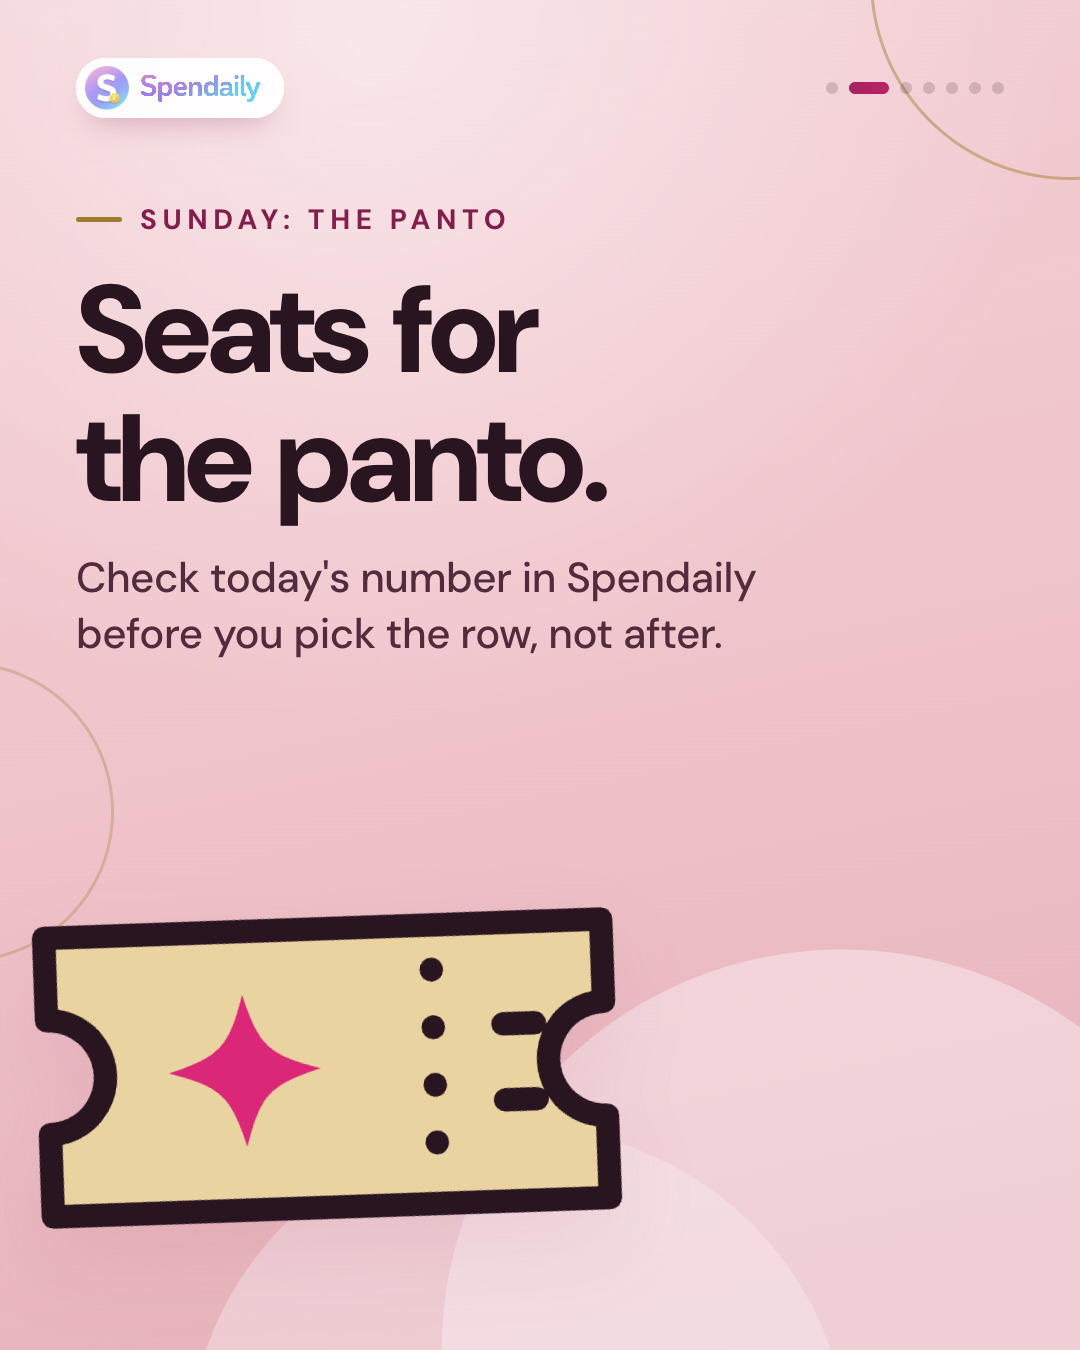 Spendaily
SUNDAY: THE PANTO
Seats for
the panto.
Check today's number in Spendaily
before you pick the row, not after.